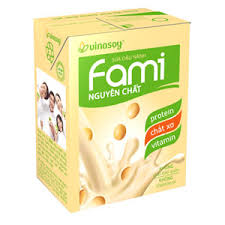 vinasoy
SỮA ĐẬU NÀNH
Fami
NGUYÊN CHẤT
protein
chất xơ
vitamin